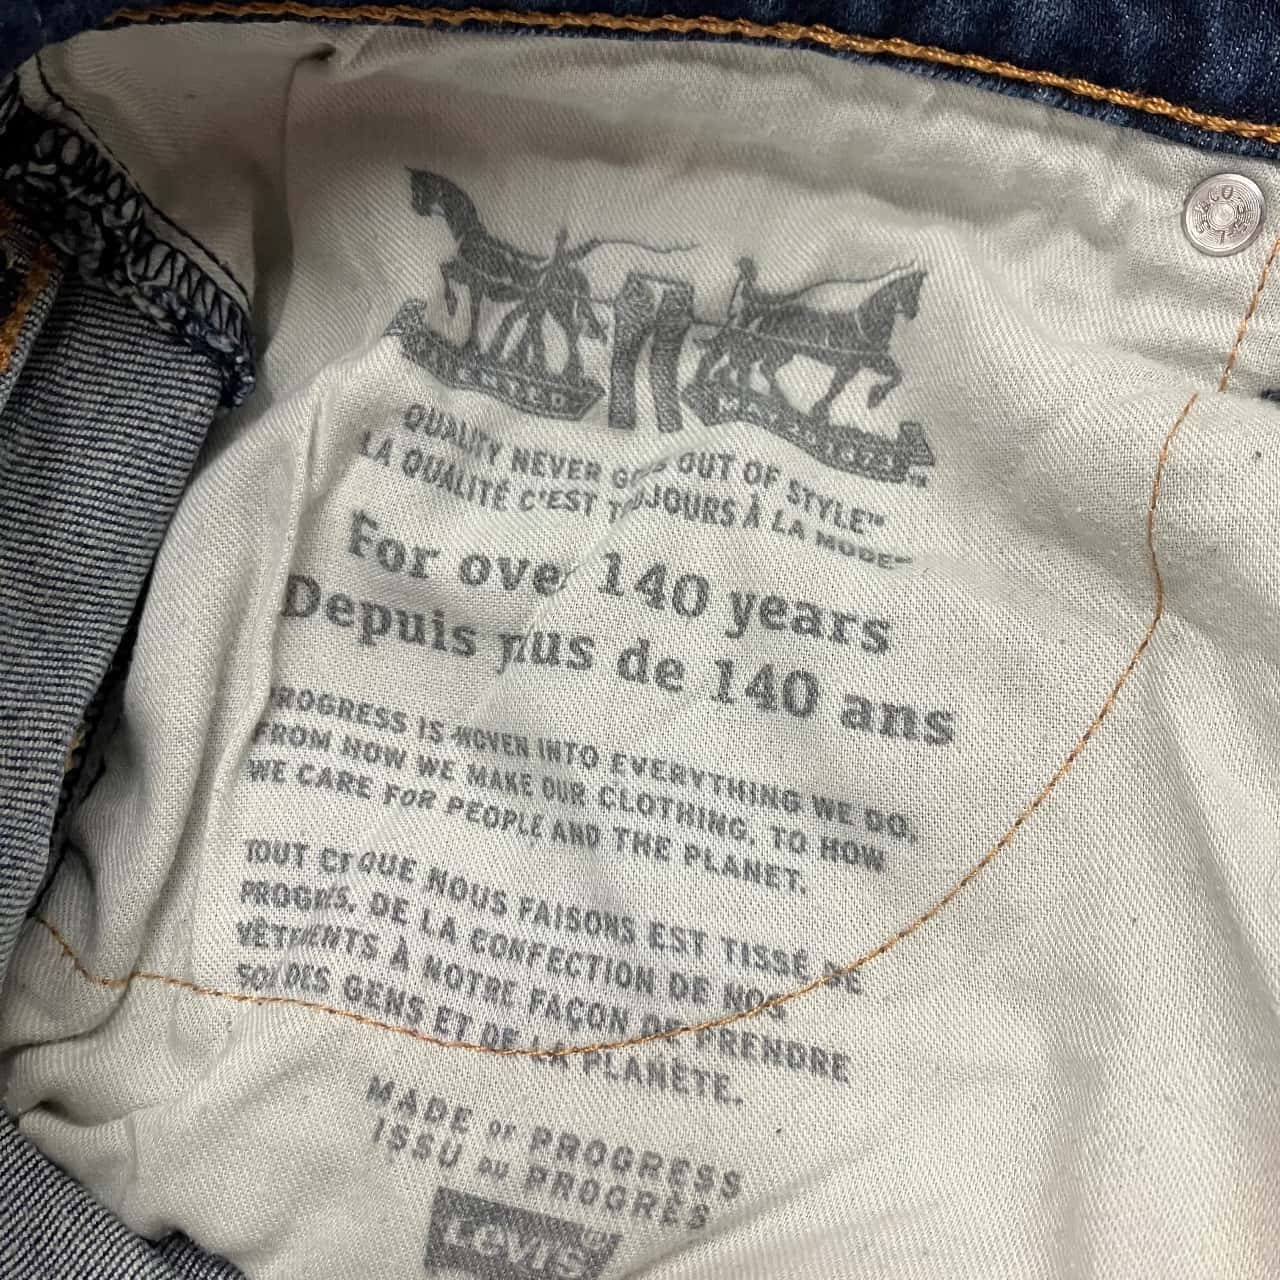 QUALITY NEVER GOES OUT OF STYLE™
LA QUALITÉ C'EST TOUJOURS À LA MODE™
For over 140 years
Depuis plus de 140 ans
PROGRESS IS WOVEN INTO EVERYTHING WE DO,
FROM HOW WE MAKE OUR CLOTHING, TO HOW
WE CARE FOR PEOPLE AND THE PLANET.
TOUT CE QUE NOUS FAISONS EST TISSÉ DE
PROGRÈS, DE LA CONFECTION DE NOS
VÊTEMENTS À NOTRE FAÇON DE PRENDRE
SOIN DES GENS ET DE LA PLANÈTE.
MADE OF PROGRESS
ISSU DU PROGRÈS
Levi's